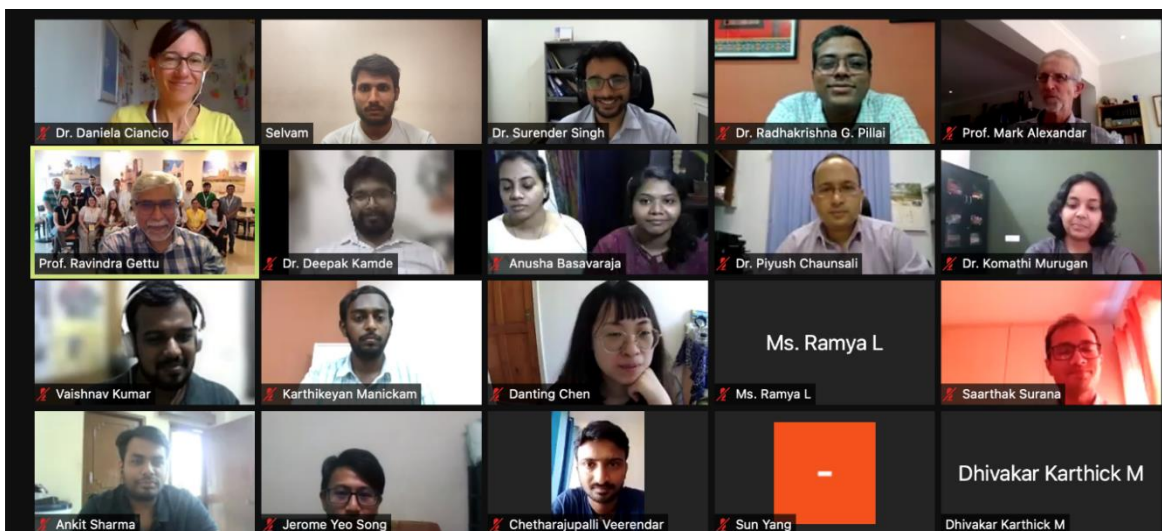 Dr. Daniela Ciancio
Selvam
Dr. Surender Singh
Dr. Radhakrishna G. Pillai
Prof. Mark Alexandar
Prof. Ravindra Gettu
Dr. Deepak Kamde
Anusha Basavaraja
Dr. Piyush Chaunsali
Dr. Komathi Murugan
Vaishnav Kumar
Karthikeyan Manickam
Danting Chen
Ms. Ramya L
Ms. Ramya L
Saarthak Surana
Ankit Sharma
Jerome Yeo Song
Chetharajupalli Veerendar
-
Sun Yang
Dhivakar Karthick M
Dhivakar Karthick M